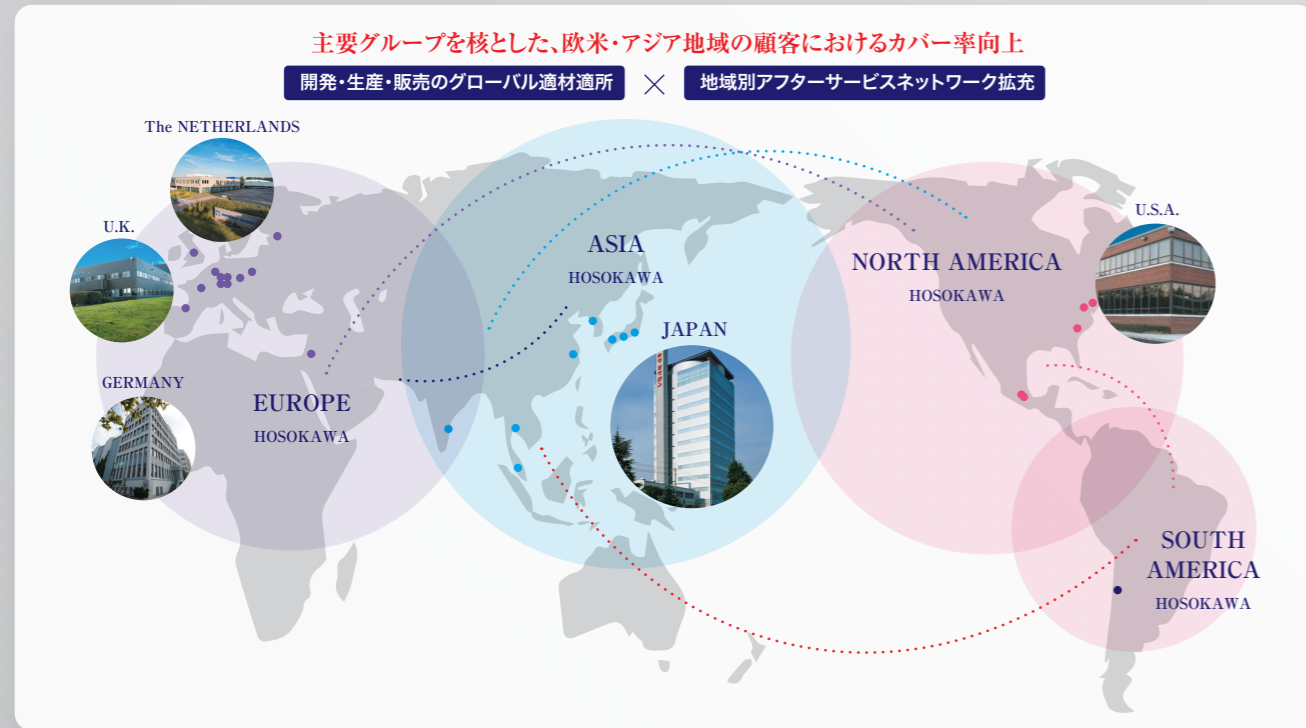 主要グループを核とした、欧米・アジア地域の顧客におけるカバー率向上
開発・生産・販売のグローバル適材適所 × 地域別アフターサービスネットワーク拡充
The NETHERLANDS
U.K.
GERMANY
EUROPE
HOSOKAWA
ASIA
HOSOKAWA
JAPAN
NORTH AMERICA
HOSOKAWA
U.S.A.
SOUTH
AMERICA
HOSOKAWA